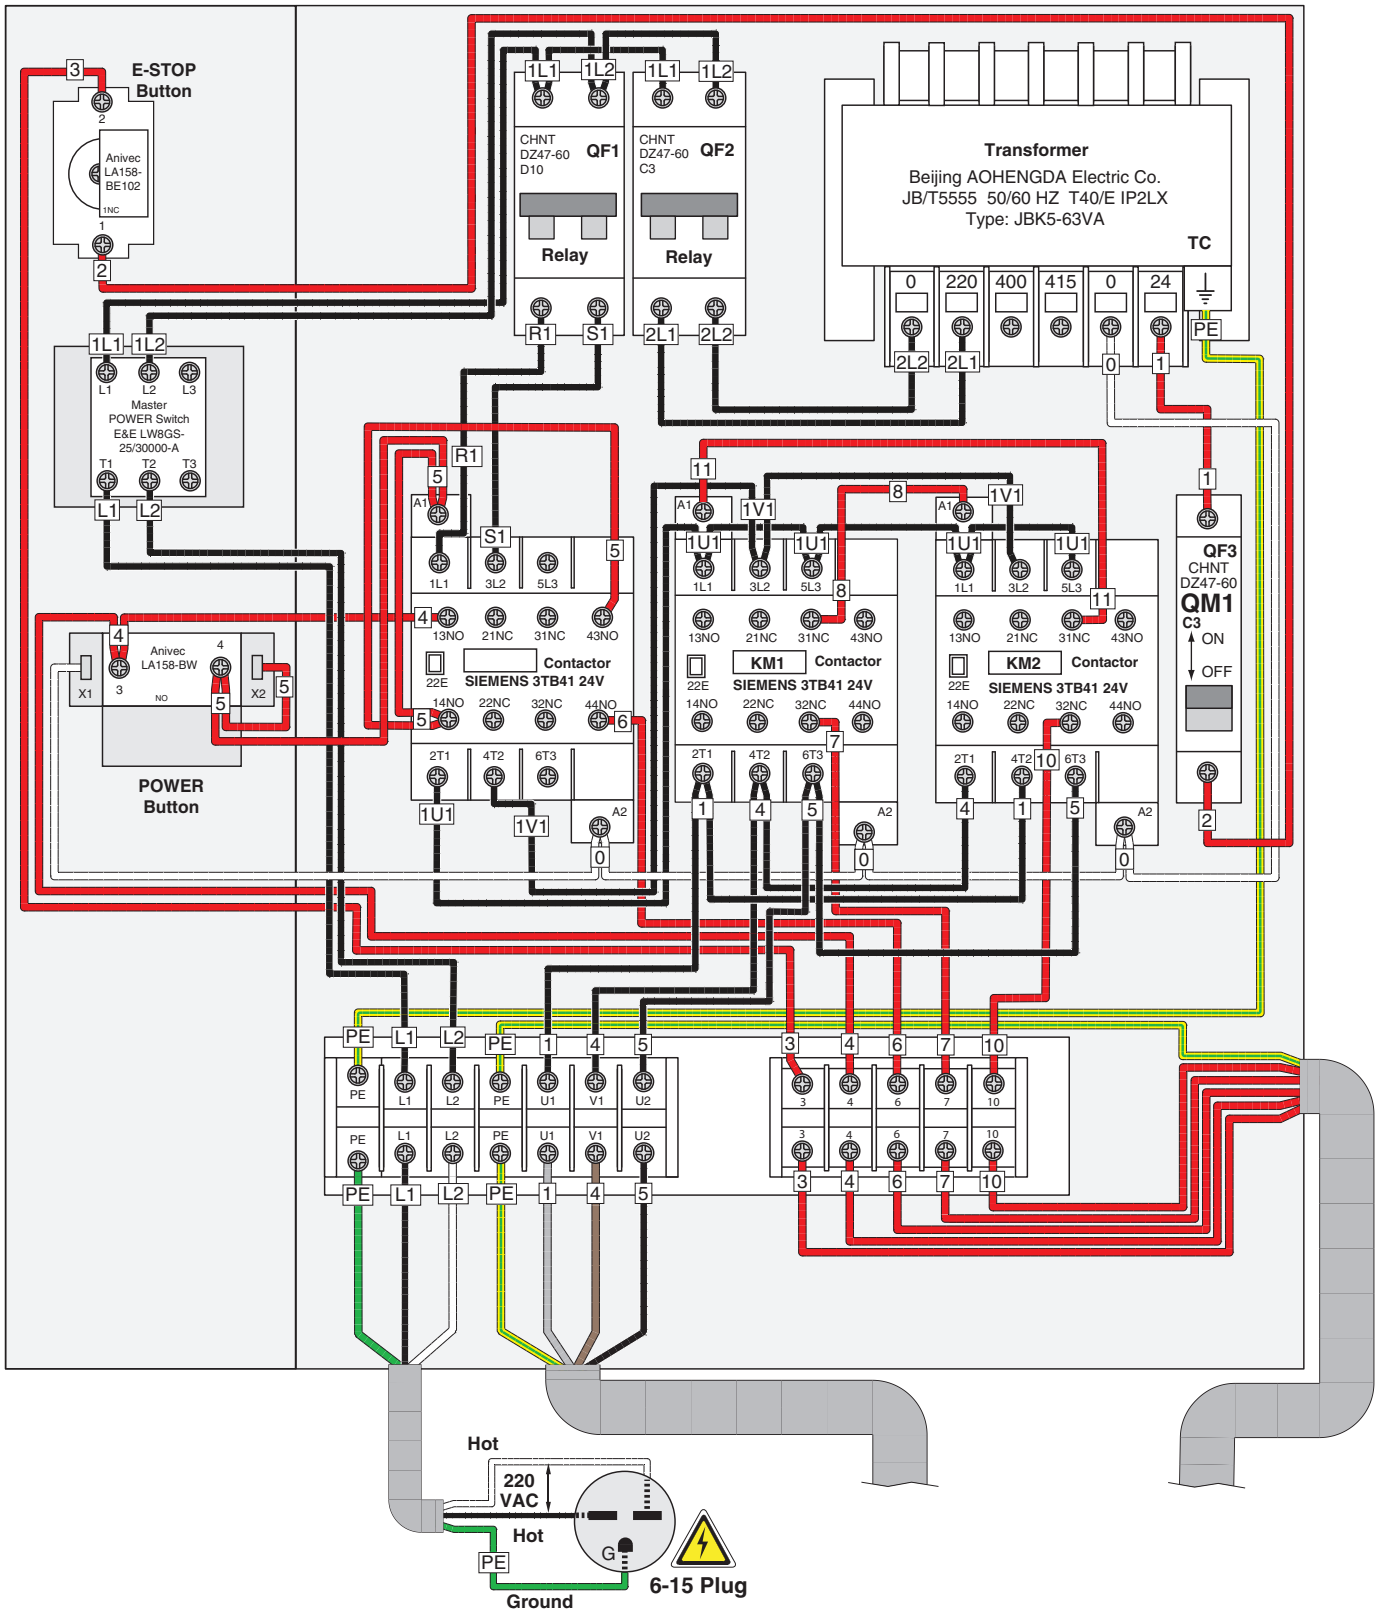 3
E-STOP
Button
2
Anivec
LA158-
BE102
1NC
1
2
1L1
1L2
1L1
1L2
CHNT
DZ47-60
D10
QF1
Relay
CHNT
DZ47-60
C3
QF2
Relay
R1
S1
2L1
2L2
Transformer
Beijing AOHENGDA Electric Co.
JB/T5555 50/60 HZ T40/E IP2LX
Type: JBK5-63VA
TC
0
220
400
415
0
24
PE
2L2
2L1
0
1
1L1
1L2
L1
L2
L3
Master
POWER Switch
E&E LW8GS-
25/30000-A
T1
T2
T3
L1
L2
R1
5
A1
S1
5
1L1
3L2
5L3
4
13NO
21NC
31NC
43NO
Contactor
22E
SIEMENS 3TB41 24V
14NO
22NC
32NC
44NO
5
6
2T1
4T2
6T3
1U1
1V1
A2
0
11
A1
1V1
1U1
1U1
1L1
3L2
5L3
8
8
13NO
21NC
31NC
43NO
KM1
Contactor
22E
SIEMENS 3TB41 24V
14NO
22NC
32NC
44NO
7
2T1
4T2
6T3
1
4
5
A2
0
A1
1V1
1U1
1U1
1L1
3L2
5L3
11
13NO
21NC
31NC
43NO
KM2
Contactor
22E
SIEMENS 3TB41 24V
14NO
22NC
32NC
44NO
10
2T1
4T2
6T3
4
1
5
A2
0
1
QF3
CHNT
DZ47-60
QM1
C3
ON
OFF
2
4
Anivec
LA158-BW
4
X1
3
NO
5
X2
5
POWER
Button
PE
L1
L2
PE
1
4
5
PE
L1
L2
PE
U1
V1
U2
PE
L1
L2
PE
U1
V1
U2
PE
L1
L2
PE
1
4
5
3
4
6
7
10
3
4
6
7
10
3
4
6
7
10
3
4
6
7
10
Hot
220
VAC
Hot
G
PE
Ground
6-15 Plug